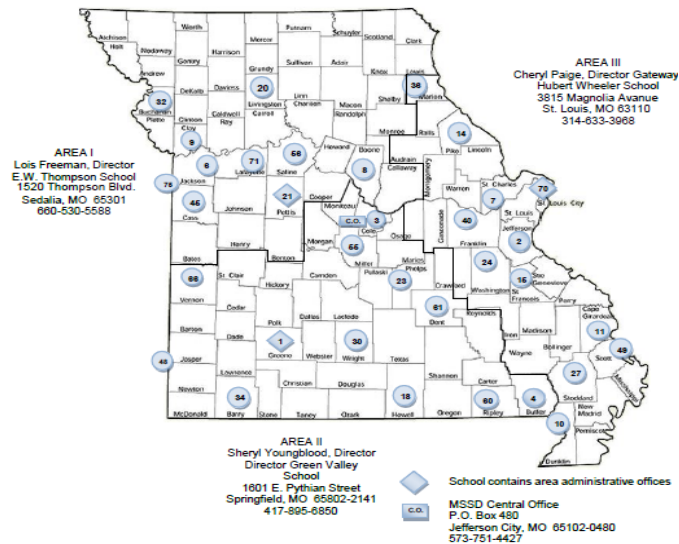 Worth
Putnam
Schuyler
Scotland
Clark
Atchison
Nodaway
Mercer
Harrison
Gentry
Holt
Andrew
Sullivan
Adair
Grundy
Knox
Lewis
DeKalb
Daviess
20
36
32
Buchanan
Linn
Livingston
Chariton
Macon
Shelby
Marion
Platte
Clinton
Caldwell
Carroll
Randolph
Clay
Ray
Monroe
Ralls
9
14
56
Howard
Boone
Audrain
Pike
Lincoln
6
71
Lafayette
Saline
8
Callaway
Montgomery
Warren
St. Charles
Jackson
45
21
Cooper
7
St. Louis
St. Louis City
Johnson
Pettis
Moniteau
C.O.
3
Cass
Cole
Osage
Gasconade
40
Jefferson
Henry
Morgan
55
Franklin
2
Bates
Benton
Miller
Maries
24
66
St. Clair
Camden
Pulaski
Phelps
Hickory
23
Crawford
Washington
15
Ste
Genevieve
Vernon
St
Francois
Perry
Cedar
61
Polk
Dallas
Laclede
Dent
Reynolds
Iron
Madison
Cape
Girardeau
Barton
Dade
11
1
30
Bollinger
Greene
Webster
Wright
Texas
Wayne
Scott
49
Jasper
Lawrence
Shannon
27
Mississippi
Newton
Christian
Douglas
Carter
Stoddard
34
18
60
4
New
Madrid
McDonald
Barry
Stone
Taney
Ozark
Howell
Oregon
Ripley
Butler
10
Pemiscot
Dunklin
AREA I
Lois Freeman, Director
E.W. Thompson School
1520 Thompson Blvd.
Sedalia, MO 65301
660-530-5588
AREA III
Cheryl Paige, Director Gateway
Hubert Wheeler School
3815 Magnolia Avanue
St. Louis, MO 63110
314-633-3968
AREA II
Sheryl Youngblood, Director
Director Green Valley
School
1601 E. Pythian Street
Springfield, MO 65802-2141
417-895-6850
School contains area administrative offices
C.O.
MSSD Central Office
P.O. Box 480
Jefferson City, MO 65102-0480
573-751-4427